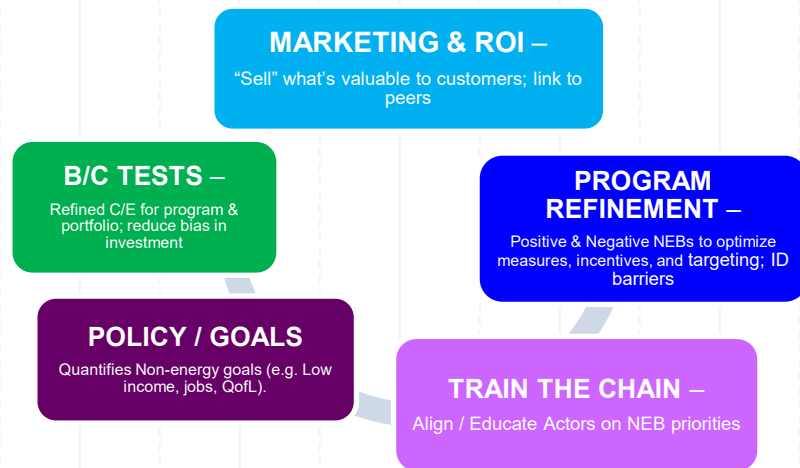 MARKETING & ROI –
“Sell” what’s valuable to customers; link to
peers
B/C TESTS –
Refined C/E for program &
portfolio; reduce bias in
investment
PROGRAM
REFINEMENT –
Positive & Negative NEBs to optimize
measures, incentives, and targeting; ID
barriers
POLICY / GOALS
Quantifies Non-energy goals (e.g. Low
income, jobs, QofL).
TRAIN THE CHAIN –
Align / Educate Actors on NEB priorities